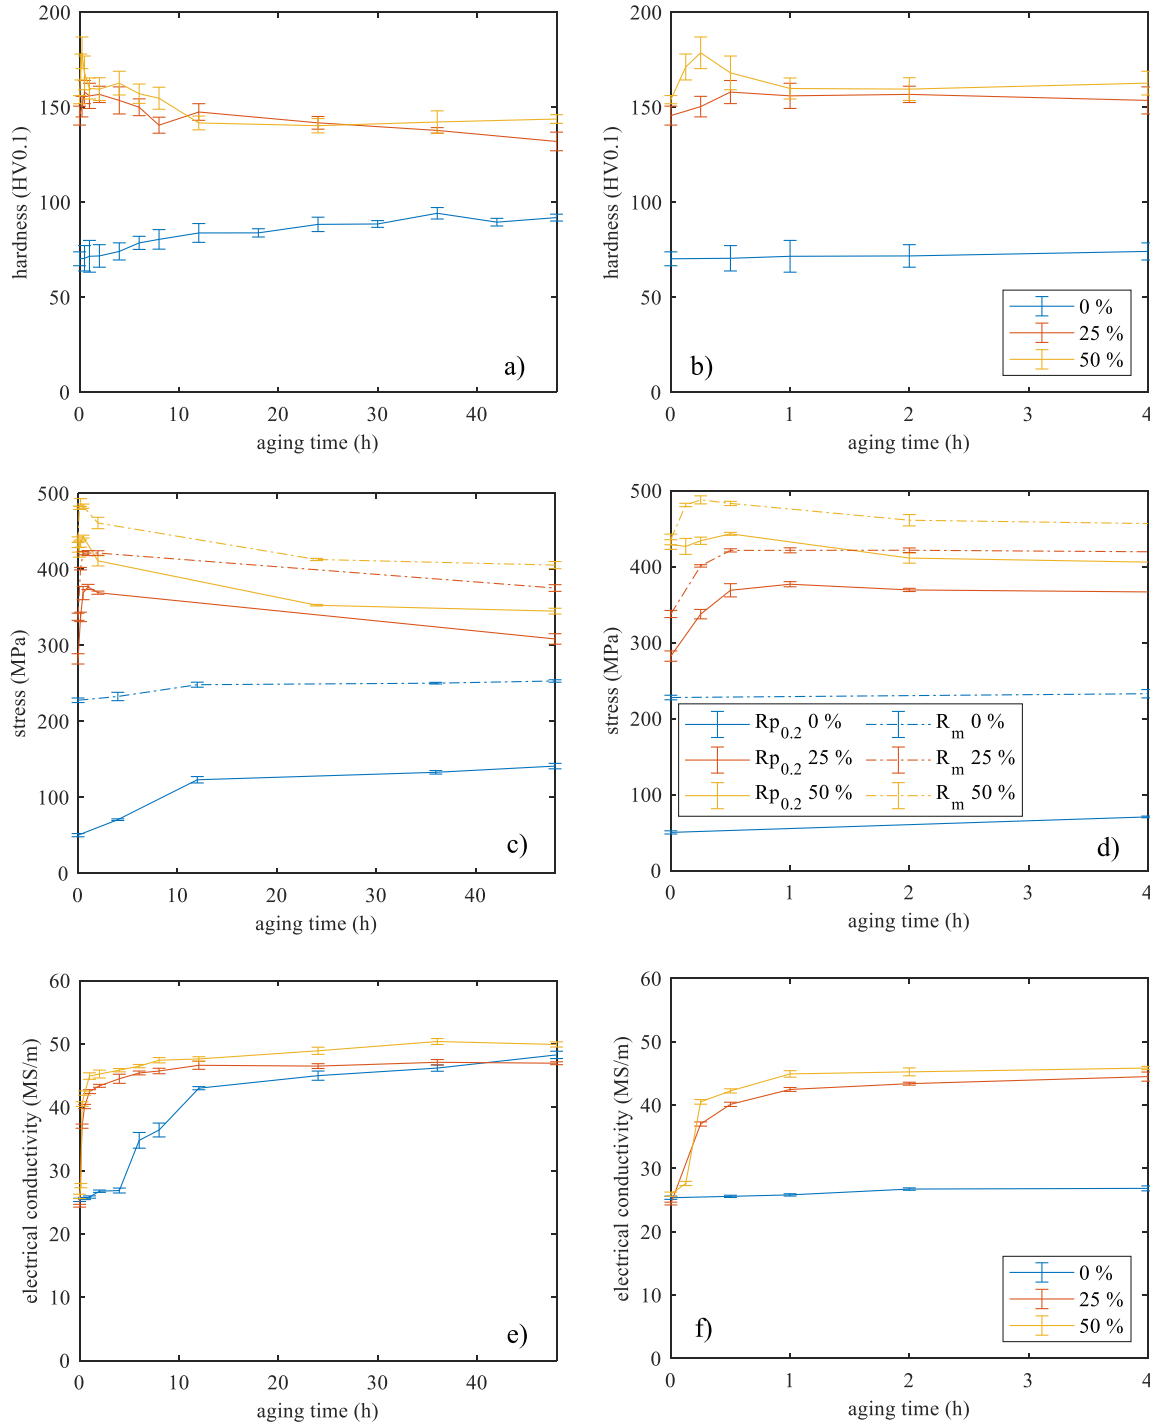 200
150
100
50
0
hardness (HV0.1)
0 10 20 30 40
aging time (h)
a)
200
150
100
50
0
hardness (HV0.1)
0 1 2 3 4
aging time (h)
b)
0 %
25 %
50 %
500
400
300
200
100
0
stress (MPa)
0 10 20 30 40
aging time (h)
c)
500
400
300
200
100
0
stress (MPa)
0 1 2 3 4
aging time (h)
Rp0.2 0 % Rm 0 %
Rp0.2 25 % Rm 25 %
Rp0.2 50 % Rm 50 %
d)
60
50
40
30
20
10
0
electrical conductivity (MS/m)
0 10 20 30 40
aging time (h)
e)
60
50
40
30
20
10
0
electrical conductivity (MS/m)
0 1 2 3 4
aging time (h)
f)
0 %
25 %
50 %